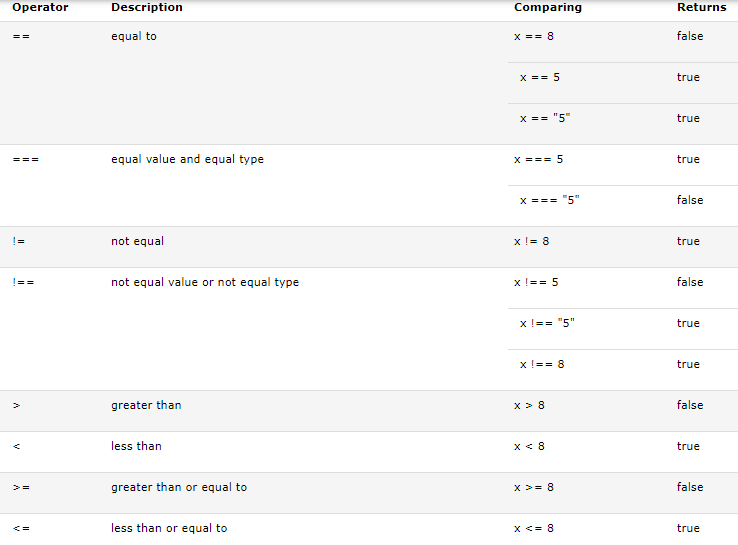 Operator Description Comparing Returns
== equal to x == 8 false
x == 5 true
x == "5" true
=== equal value and equal type x === 5 true
x === "5" false
!= not equal x != 8 true
!== not equal value or not equal type x !== 5 false
x !== "5" true
x !== 8 true
> greater than x > 8 false
< less than x < 8 true
>= greater than or equal to x >= 8 false
<= less than or equal to x <= 8 true